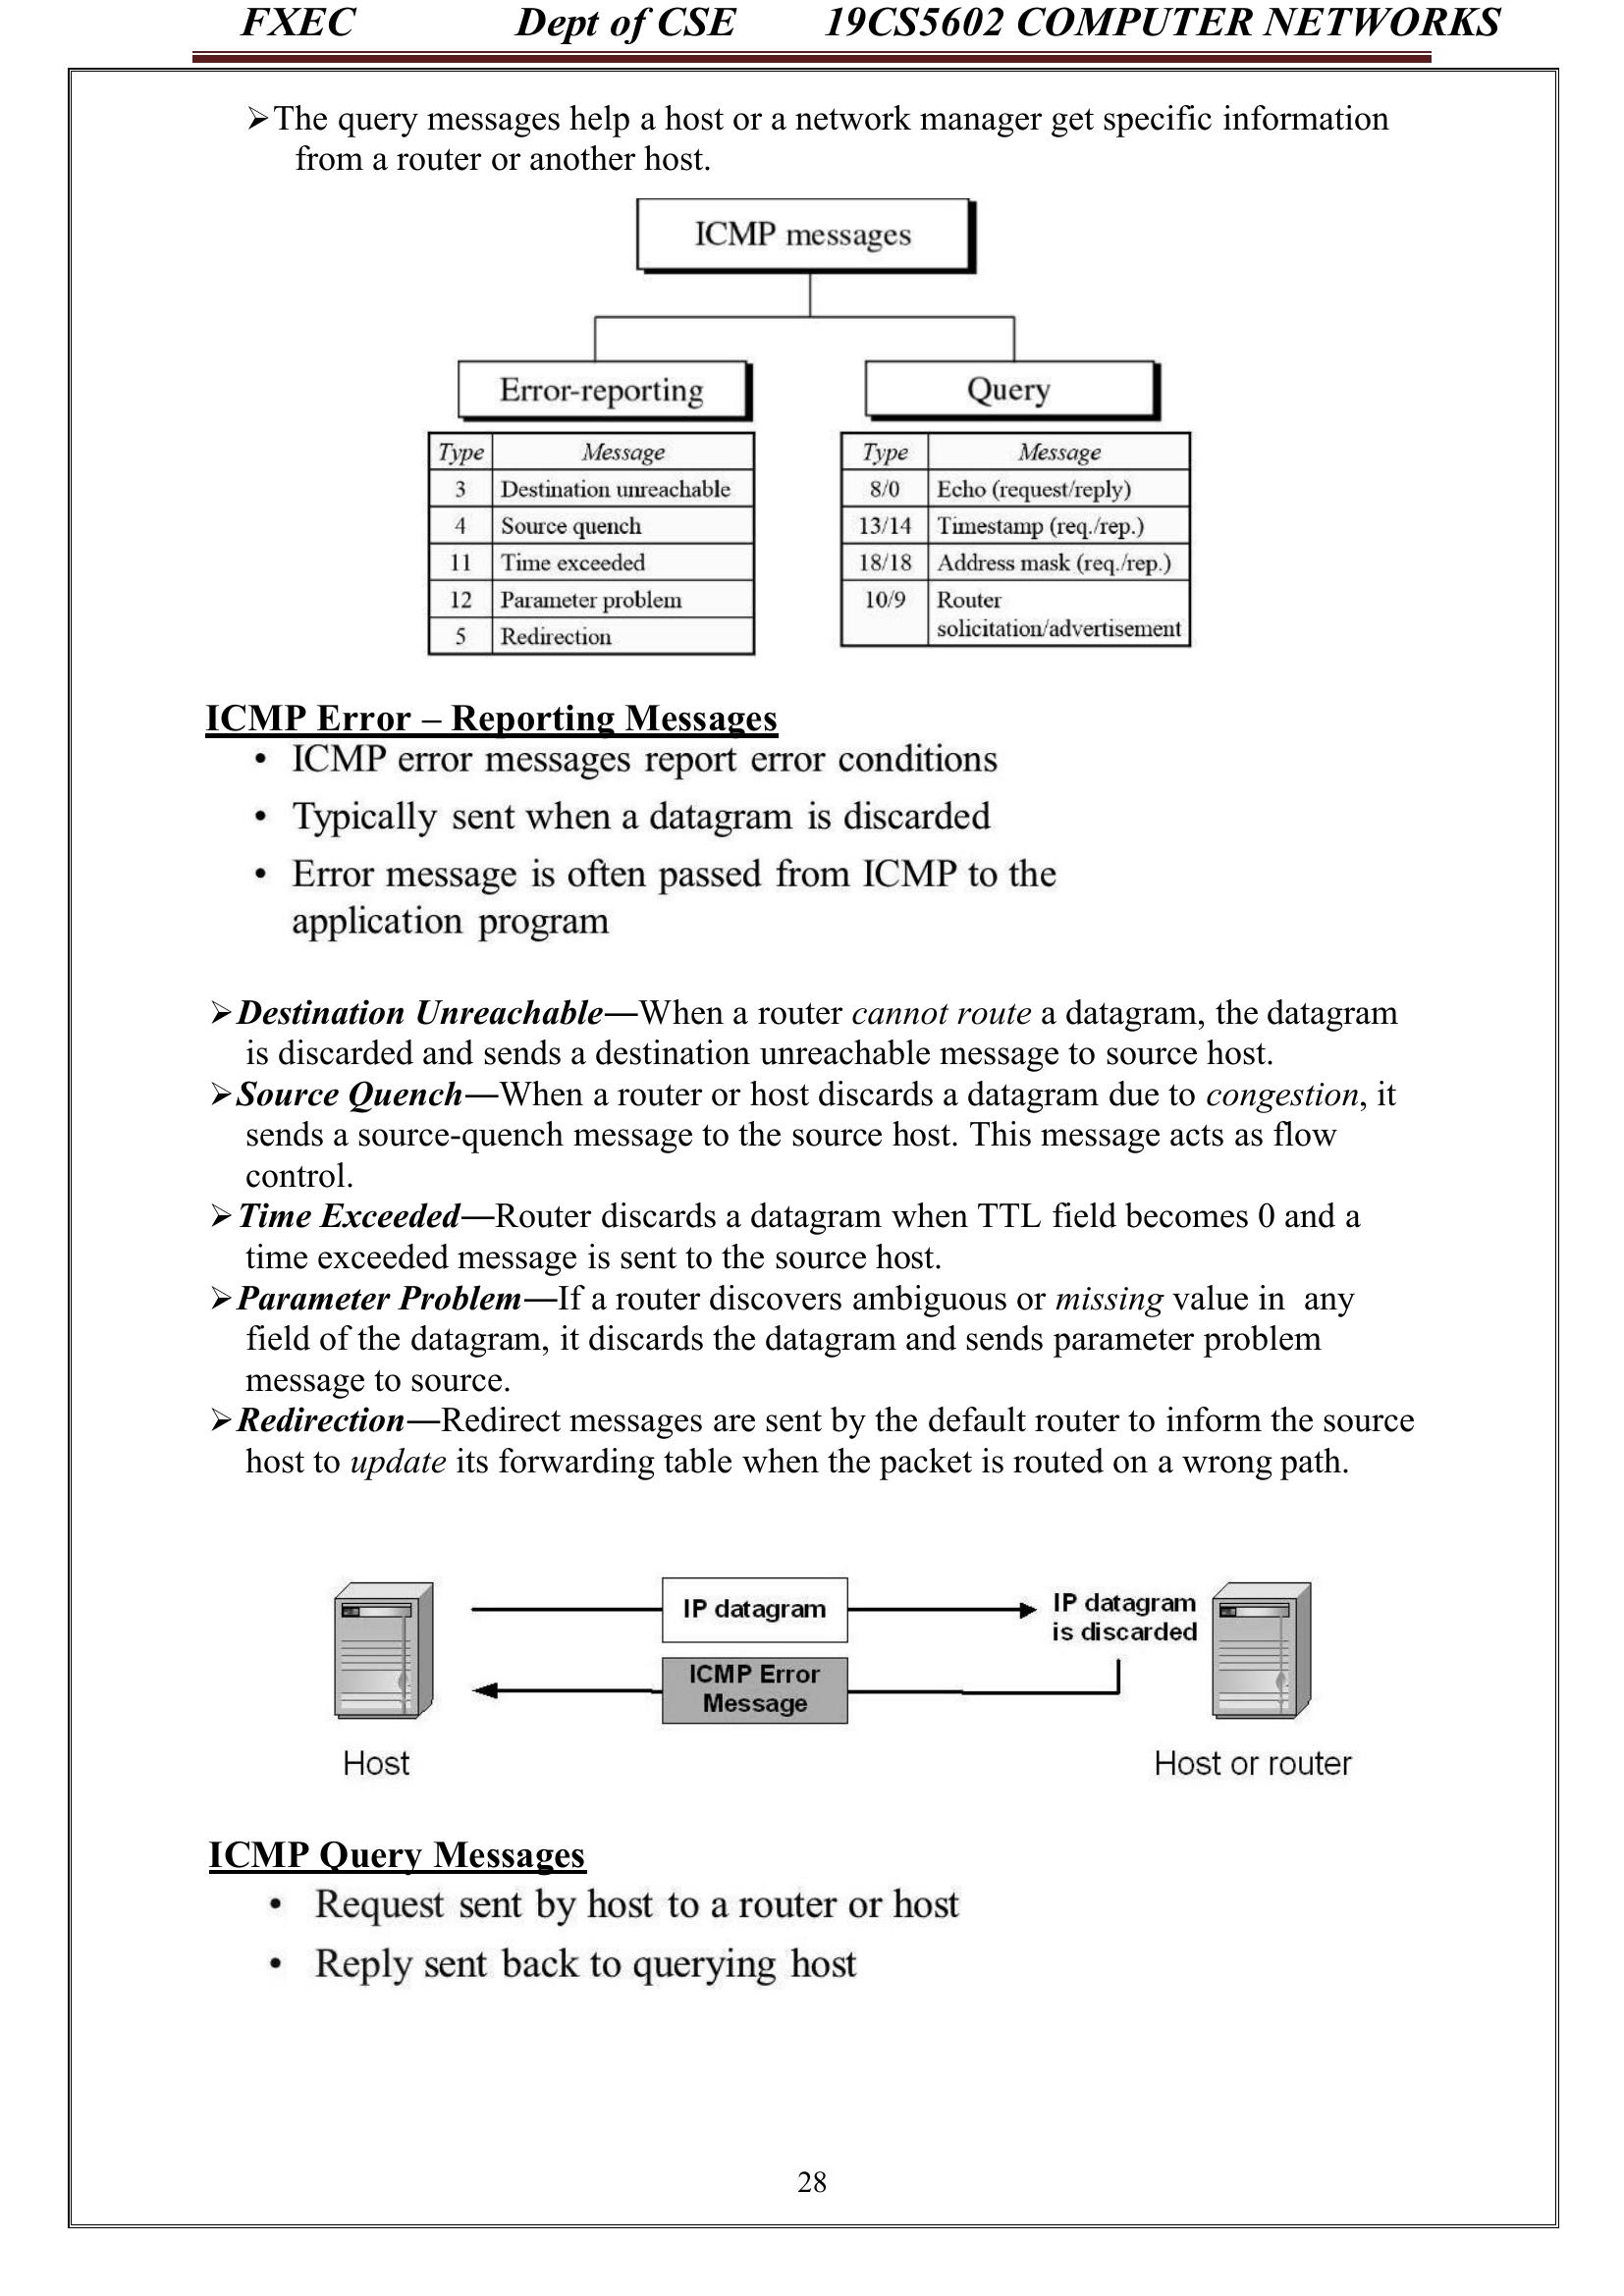 FXEC Dept of CSE 19CS5602 COMPUTER NETWORKS
➢The query messages help a host or a network manager get specific information
from a router or another host.
ICMP messages
Error-reporting
Type Message
3 Destination unreachable
4 Source quench
11 Time exceeded
12 Parameter problem
5 Redirection
Query
Type Message
8/0 Echo (request/reply)
13/14 Timestamp (req./rep.)
18/18 Address mask (req./rep.)
10/9 Router
solicitation/advertisement
ICMP Error – Reporting Messages
• ICMP error messages report error conditions
• Typically sent when a datagram is discarded
• Error message is often passed from ICMP to the
application program
➢Destination Unreachable―When a router cannot route a datagram, the datagram
is discarded and sends a destination unreachable message to source host.
➢Source Quench―When a router or host discards a datagram due to congestion, it
sends a source-quench message to the source host. This message acts as flow
control.
➢Time Exceeded―Router discards a datagram when TTL field becomes 0 and a
time exceeded message is sent to the source host.
➢Parameter Problem―If a router discovers ambiguous or missing value in any
field of the datagram, it discards the datagram and sends parameter problem
message to source.
➢Redirection―Redirect messages are sent by the default router to inform the source
host to update its forwarding table when the packet is routed on a wrong path.
IP datagram
IP datagram
is discarded
ICMP Error
Message
Host
Host or router
ICMP Query Messages
• Request sent by host to a router or host
• Reply sent back to querying host
28